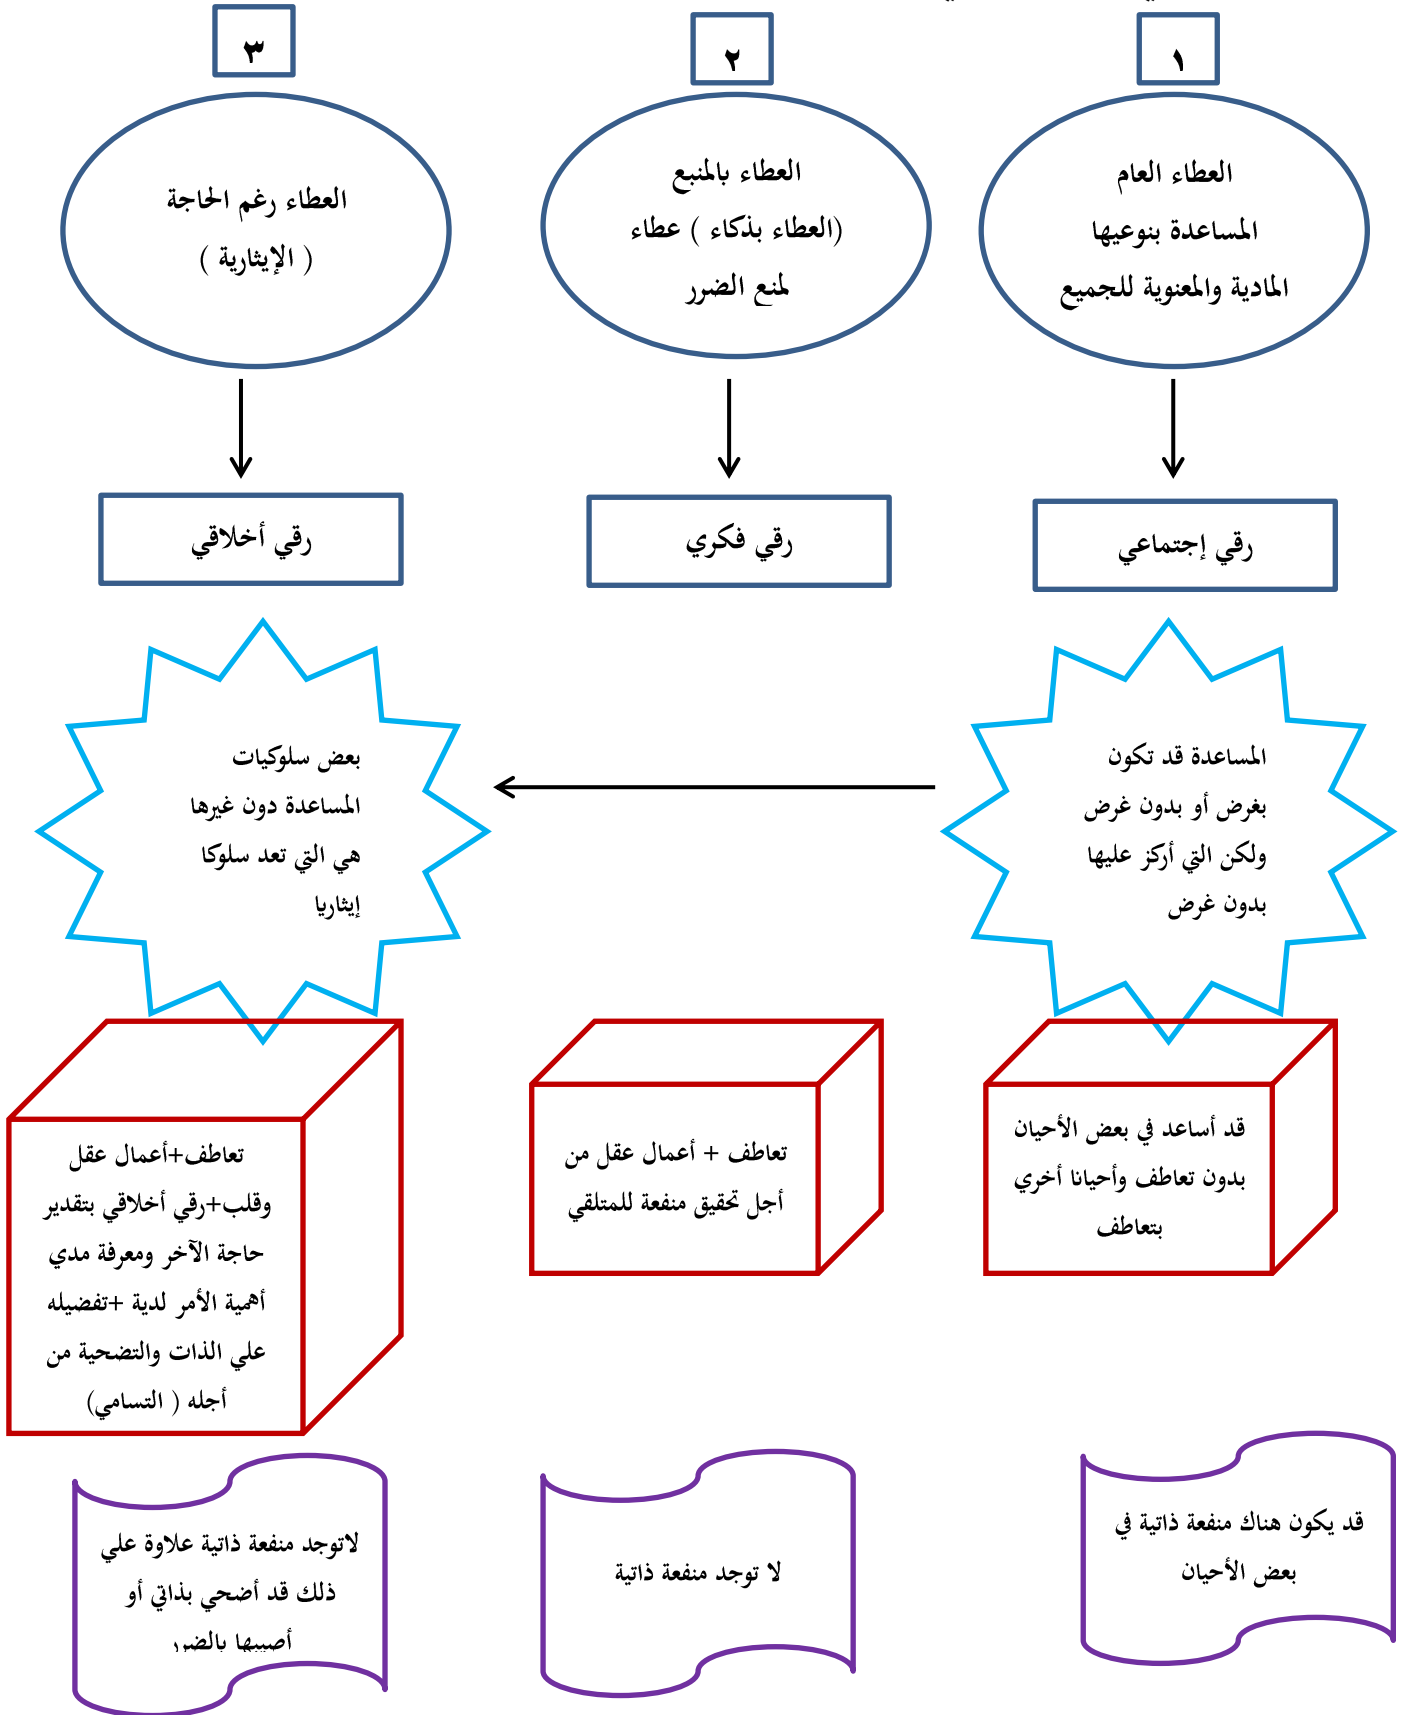 ١
٢
٣
العطاء العام
المساعدة بنوعيها
المادية والمعنوية للجميع
العطاء بالمنبع
(العطاء بذكاء ) عطاء
لمنع الضرر
العطاء رغم الحاجة
( الإيثارية )
رقي إجتماعي
رقي فكري
رقي أخلاقي
المساعدة قد تكون
بغرض أو بدون غرض
ولكن التي أركز عليها
بدون غرض
بعض سلوكيات
المساعدة دون غيرها
هي التي تعد سلوكا
إيثاريا
قد أساعد في بعض الأحيان
بدون تعاطف وأحيانا أخري
بتعاطف
تعاطف + أعمال عقل من
أجل تحقيق منفعة للمتلقي
تعاطف+أعمال عقل
وقلب+رقي أخلاقي بتقدير
حاجة الآخر ومعرفة مدي
أهمية الأمر لدية +تفضيله
علي الذات والتضحية من
أجله ( التسامي)
قد يكون هناك منفعة ذاتية في
بعض الأحيان
لا توجد منفعة ذاتية
لاتوجد منفعة ذاتية علاوة علي
ذلك قد أضحي بذاتي أو
أصيبها بالضرر